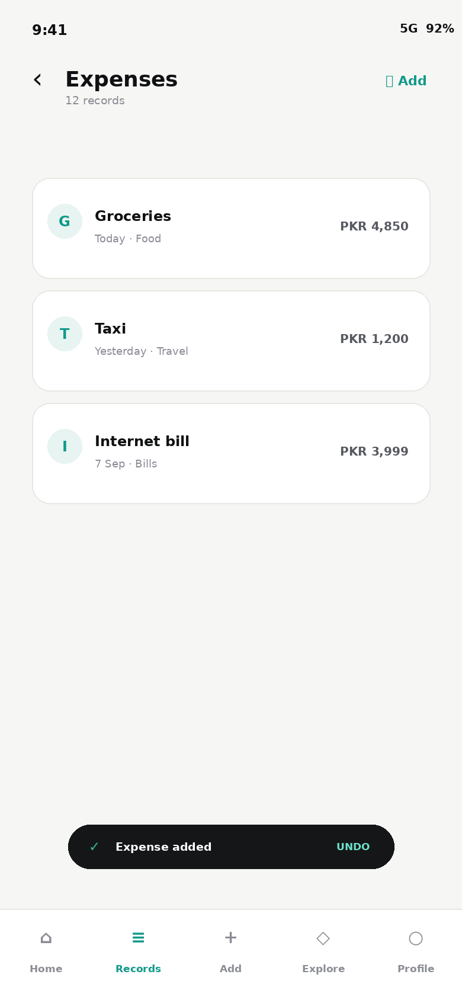 9:41
5G 92%
‹ Expenses
Add
12 records
G
Groceries
Today · Food
PKR 4,850
T
Taxi
Yesterday · Travel
PKR 1,200
I
Internet bill
7 Sep · Bills
PKR 3,999
✓ Expense added
UNDO
Home
Records
+
Add
Explore
Profile